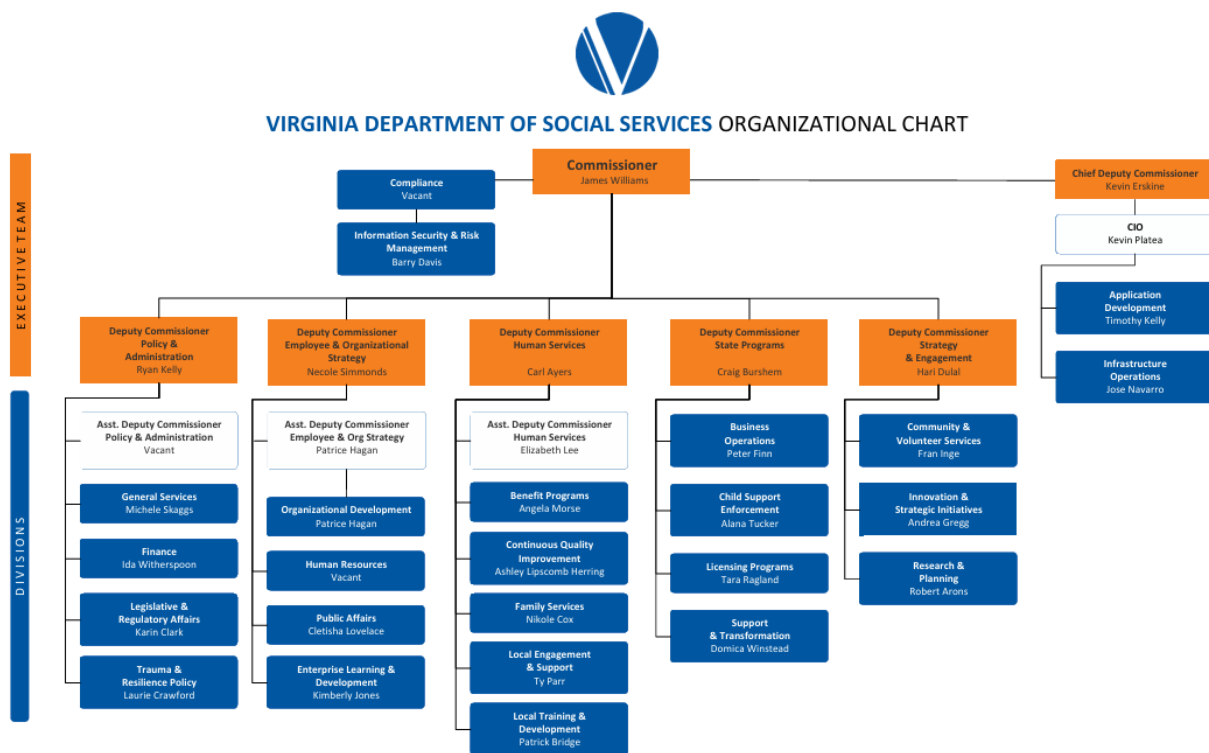 VIRGINIA DEPARTMENT OF SOCIAL SERVICES ORGANIZATIONAL CHART
EXECUTIVE TEAM
DIVISIONS
Commissioner
James Williams
Compliance
Vacant
Information Security & Risk
Management
Barry Davis
Chief Deputy Commissioner
Kevin Erskine
CIO
Kevin Platea
Application
Development
Timothy Kelly
Infrastructure
Operations
Jose Navarro
Deputy Commissioner
Policy &
Administration
Ryan Kelly
Asst. Deputy Commissioner
Policy & Administration
Vacant
General Services
Michele Skaggs
Finance
Ida Witherspoon
Legislative &
Regulatory Affairs
Karin Clark
Trauma &
Resilience Policy
Laurie Crawford
Deputy Commissioner
Employee & Organizational
Strategy
Necole Simmonds
Asst. Deputy Commissioner
Employee & Org Strategy
Patrice Hagan
Organizational Development
Patrice Hagan
Human Resources
Vacant
Public Affairs
Cletisha Lovelace
Enterprise Learning &
Development
Kimberly Jones
Deputy Commissioner
Human Services
Carl Ayers
Asst. Deputy Commissioner
Human Services
Elizabeth Lee
Benefit Programs
Angela Morse
Continuous Quality
Improvement
Ashley Lipscomb Herring
Family Services
Nikole Cox
Local Engagement
& Support
Ty Parr
Local Training &
Development
Patrick Bridge
Deputy Commissioner
State Programs
Craig Burshem
Business
Operations
Peter Finn
Child Support
Enforcement
Alana Tucker
Licensing Programs
Tara Ragland
Support
& Transformation
Domica Winstead
Deputy Commissioner
Strategy
& Engagement
Hari Dulal
Community &
Volunteer Services
Fran Inge
Innovation &
Strategic Initiatives
Andrea Gregg
Research &
Planning
Robert Arons